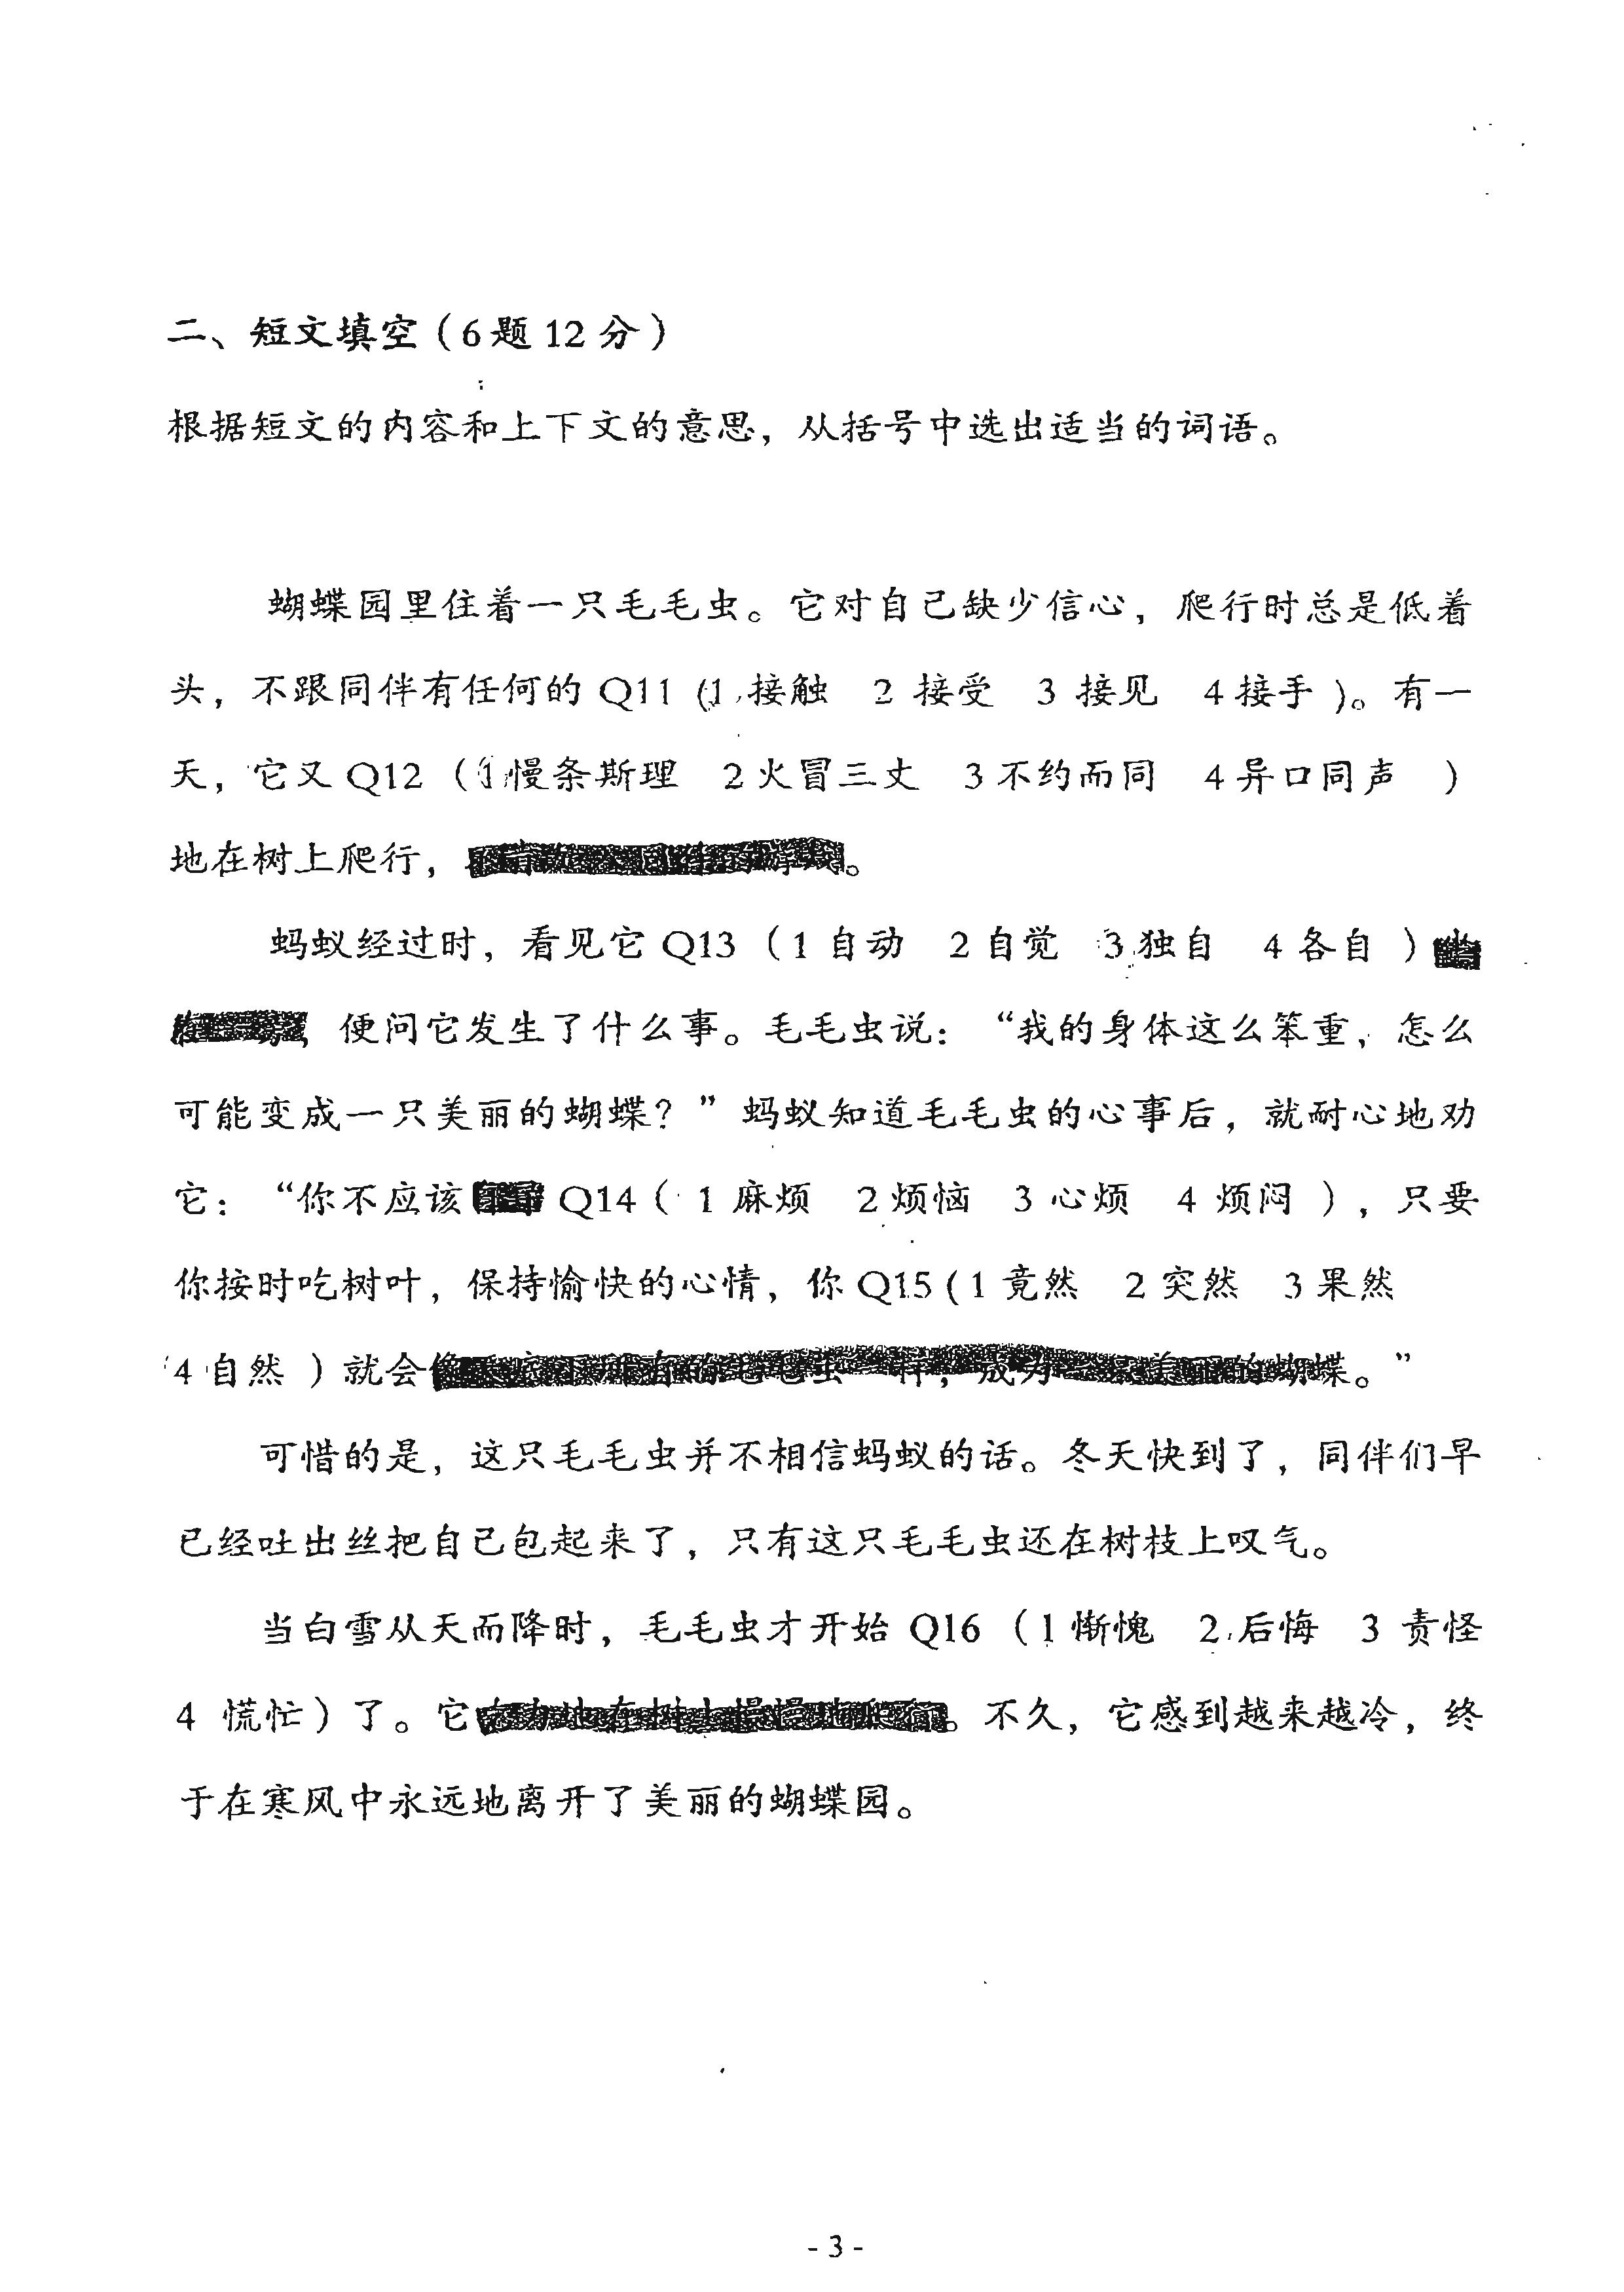 二、短文填空（6题12分）
根据短文的内容和上下文的意思，从括号中选出适当的词语。
蝴蝶园里住着一只毛毛虫。它对自己缺少信心，爬行时总是低着
头，不跟同伴有任何的 Q11 (1 接触 2 接受 3 接见 4 接手 )。有一
天，它又 Q12 （1 慢条斯理 2 火冒三丈 3 不约而同 4 异口同声 ）
地在树上爬行，。
蚂蚁经过时，看见它 Q13 （1 自动 2 自觉 3 独自 4 各自 ）
便问它发生了什么事。毛毛虫说：“我的身体这么笨重，怎么
可能变成一只美丽的蝴蝶？”蚂蚁知道毛毛虫的心事后，就耐心地劝
它：“你不应该 Q14（ 1 麻烦 2 烦恼 3 心烦 4 烦闷 ），只要
你按时吃树叶，保持愉快的心情，你 Q15 ( 1 竟然 2 突然 3 果然
4 自然 ）就会蝴蝶。”
可惜的是，这只毛毛虫并不相信蚂蚁的话。冬天快到了，同伴们早
已经吐出丝把自己包起来了，只有这只毛毛虫还在树枝上叹气。
当白雪从天而降时，毛毛虫才开始 Q16 （1 惭愧 2 后悔 3 责怪
4 慌忙）了。它。不久，它感到越来越冷，终
于在寒风中永远地离开了美丽的蝴蝶园。
- 3 -